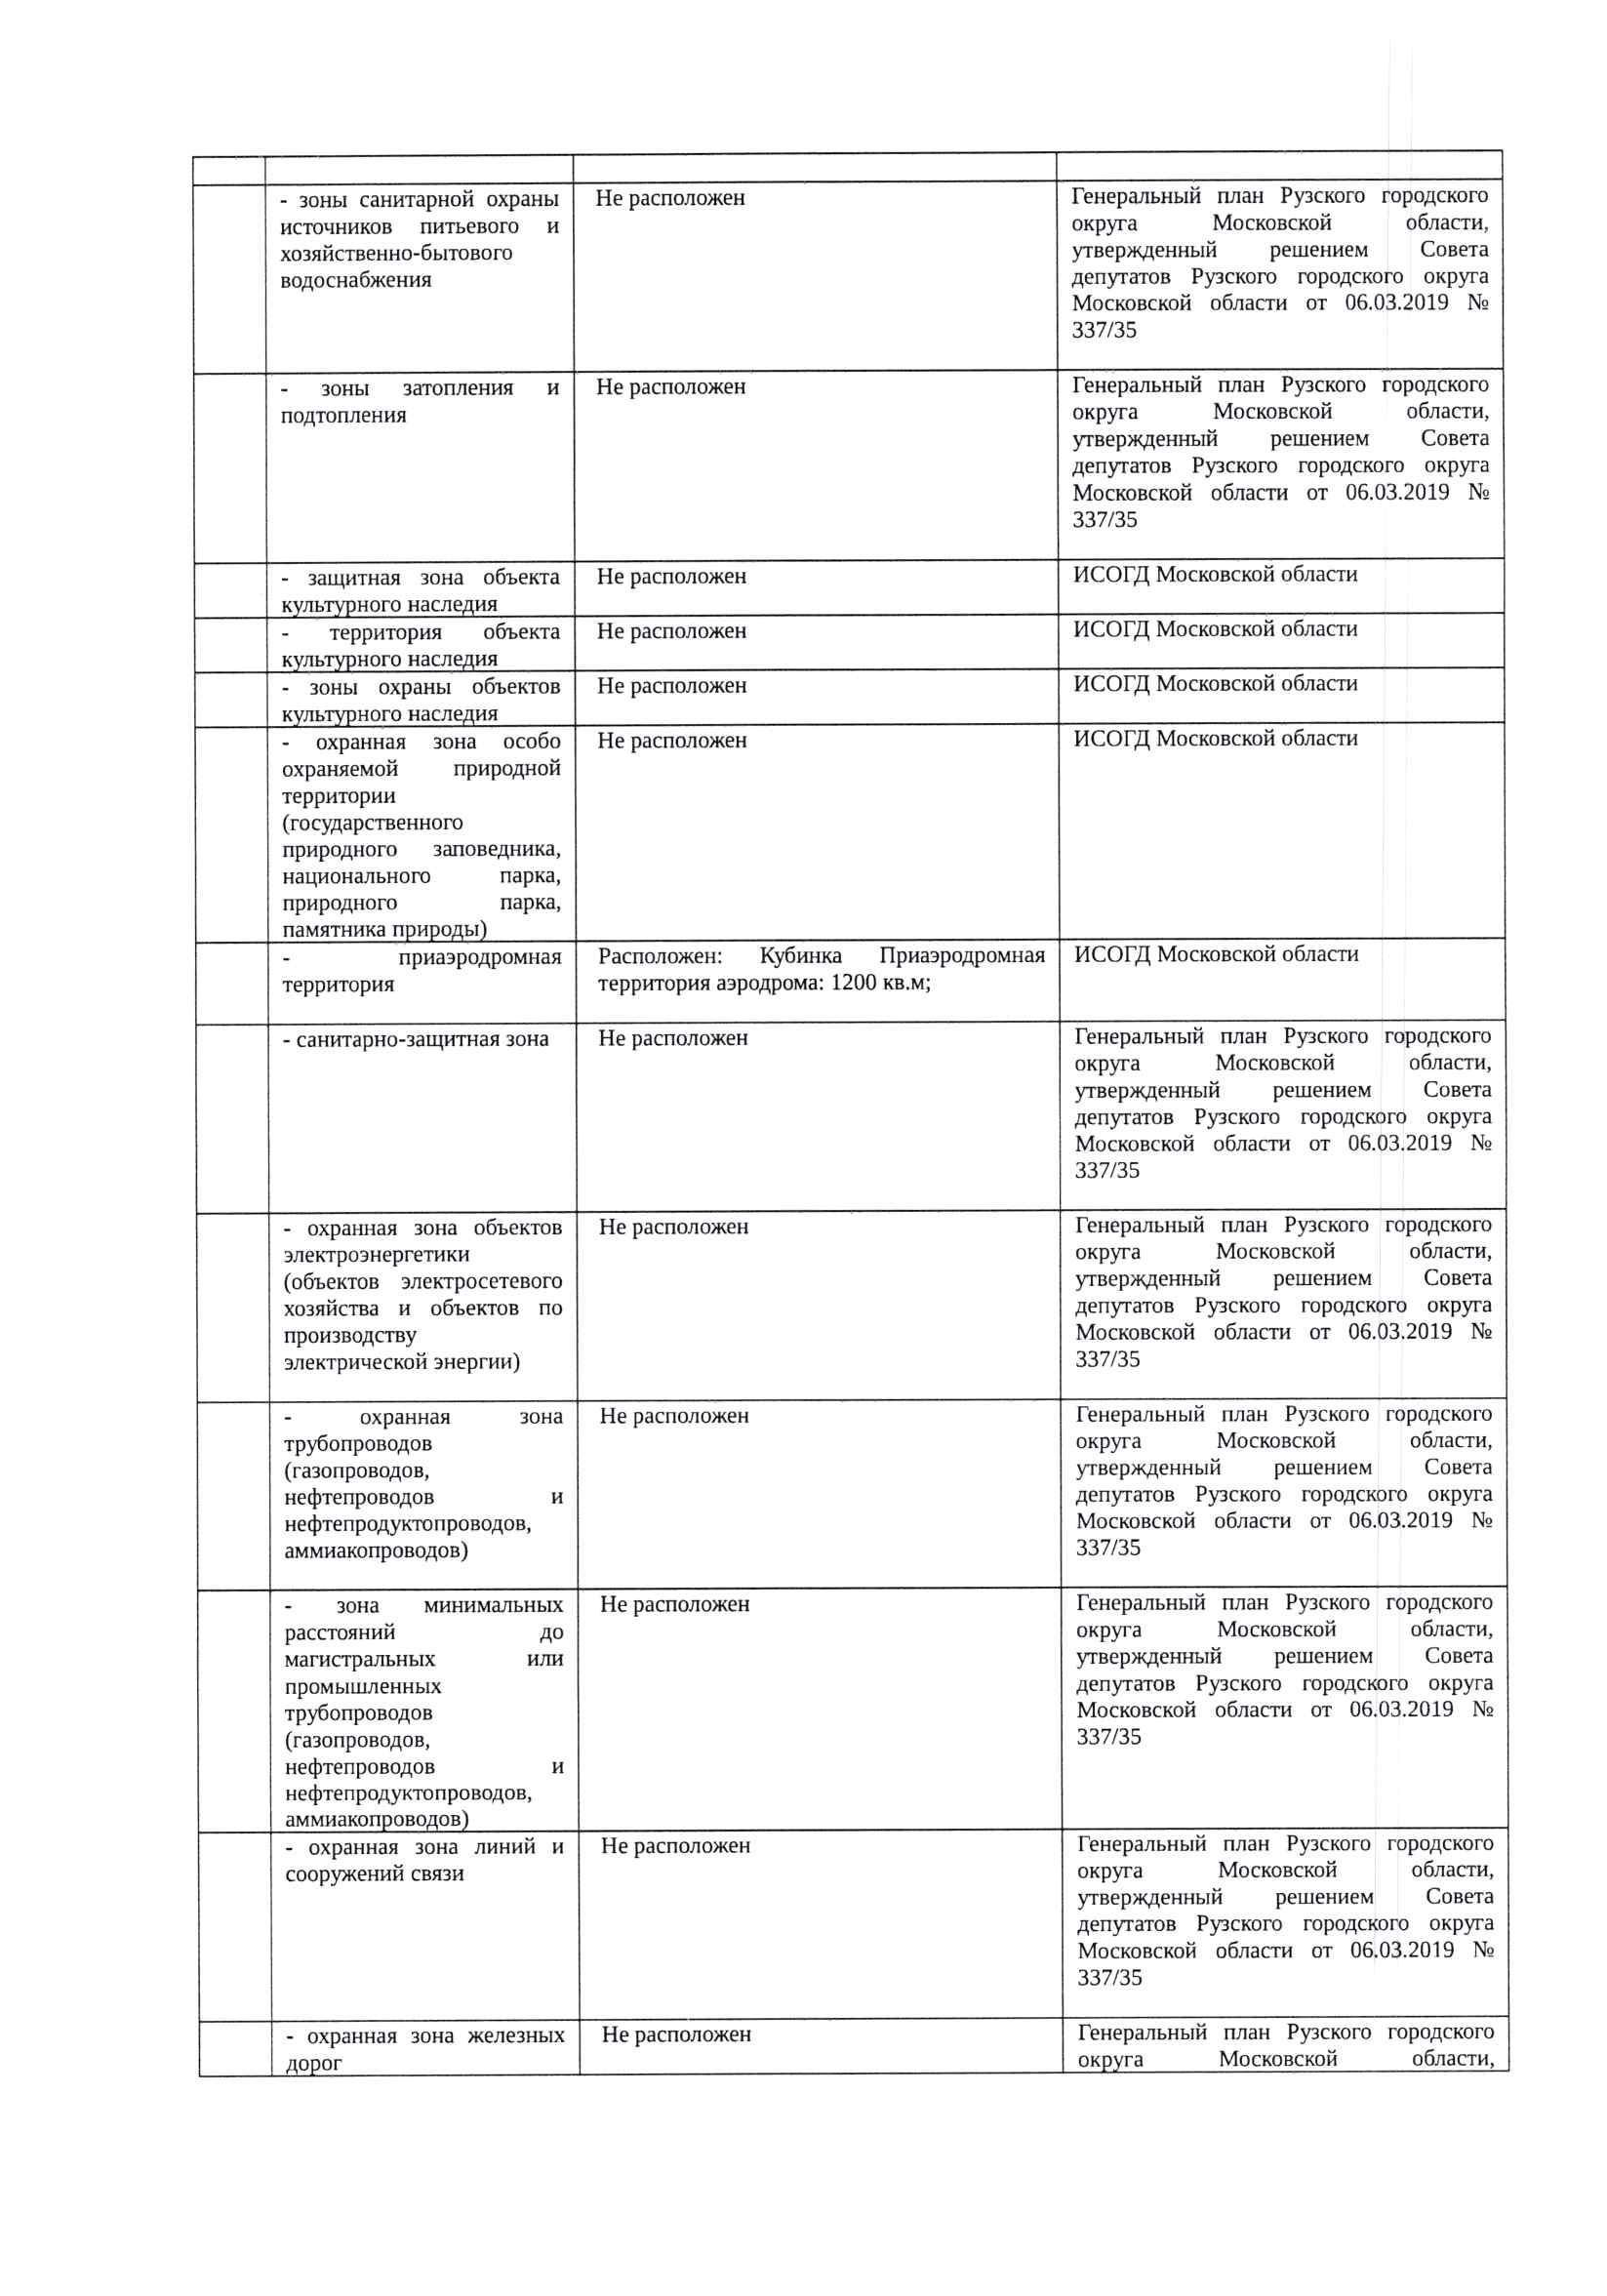 - зоны санитарной охраны
источников питьевого и
хозяйственно-бытового
водоснабжения
Не расположен
Генеральный план Рузского городского
округа Московской области,
утвержденный решением Совета
депутатов Рузского городского округа
Московской области от 06.03.2019 №
337/35
- зоны затопления и
подтопления
Не расположен
Генеральный план Рузского городского
округа Московской области,
утвержденный решением Совета
депутатов Рузского городского округа
Московской области от 06.03.2019 №
337/35
- защитная зона объекта
культурного наследия
Не расположен
ИСОГД Московской области
- территория объекта
культурного наследия
Не расположен
ИСОГД Московской области
- зоны охраны объектов
культурного наследия
Не расположен
ИСОГД Московской области
- охранная зона особо
охраняемой природной
территории
(государственного
природного заповедника,
национального парка,
природного парка,
памятника природы)
Не расположен
ИСОГД Московской области
- приаэродромная
территория
Расположен: Кубинка Приаэродромная
территория аэродрома: 1200 кв.м;
ИСОГД Московской области
- санитарно-защитная зона
Не расположен
Генеральный план Рузского городского
округа Московской области,
утвержденный решением Совета
депутатов Рузского городского округа
Московской области от 06.03.2019 №
337/35
- охранная зона объектов
электроэнергетики
(объектов электросетевого
хозяйства и объектов по
производству
электрической энергии)
Не расположен
Генеральный план Рузского городского
округа Московской области,
утвержденный решением Совета
депутатов Рузского городского округа
Московской области от 06.03.2019 №
337/35
- охранная зона
трубопроводов
(газопроводов,
нефтепроводов и
нефтепродуктопроводов,
аммиакопроводов)
Не расположен
Генеральный план Рузского городского
округа Московской области,
утвержденный решением Совета
депутатов Рузского городского округа
Московской области от 06.03.2019 №
337/35
- зона минимальных
расстояний до
магистральных или
промышленных
трубопроводов
(газопроводов,
нефтепроводов и
нефтепродуктопроводов,
аммиакопроводов)
Не расположен
Генеральный план Рузского городского
округа Московской области,
утвержденный решением Совета
депутатов Рузского городского округа
Московской области от 06.03.2019 №
337/35
- охранная зона линий и
сооружений связи
Не расположен
Генеральный план Рузского городского
округа Московской области,
утвержденный решением Совета
депутатов Рузского городского округа
Московской области от 06.03.2019 №
337/35
- охранная зона железных
дорог
Не расположен
Генеральный план Рузского городского
округа Московской области,